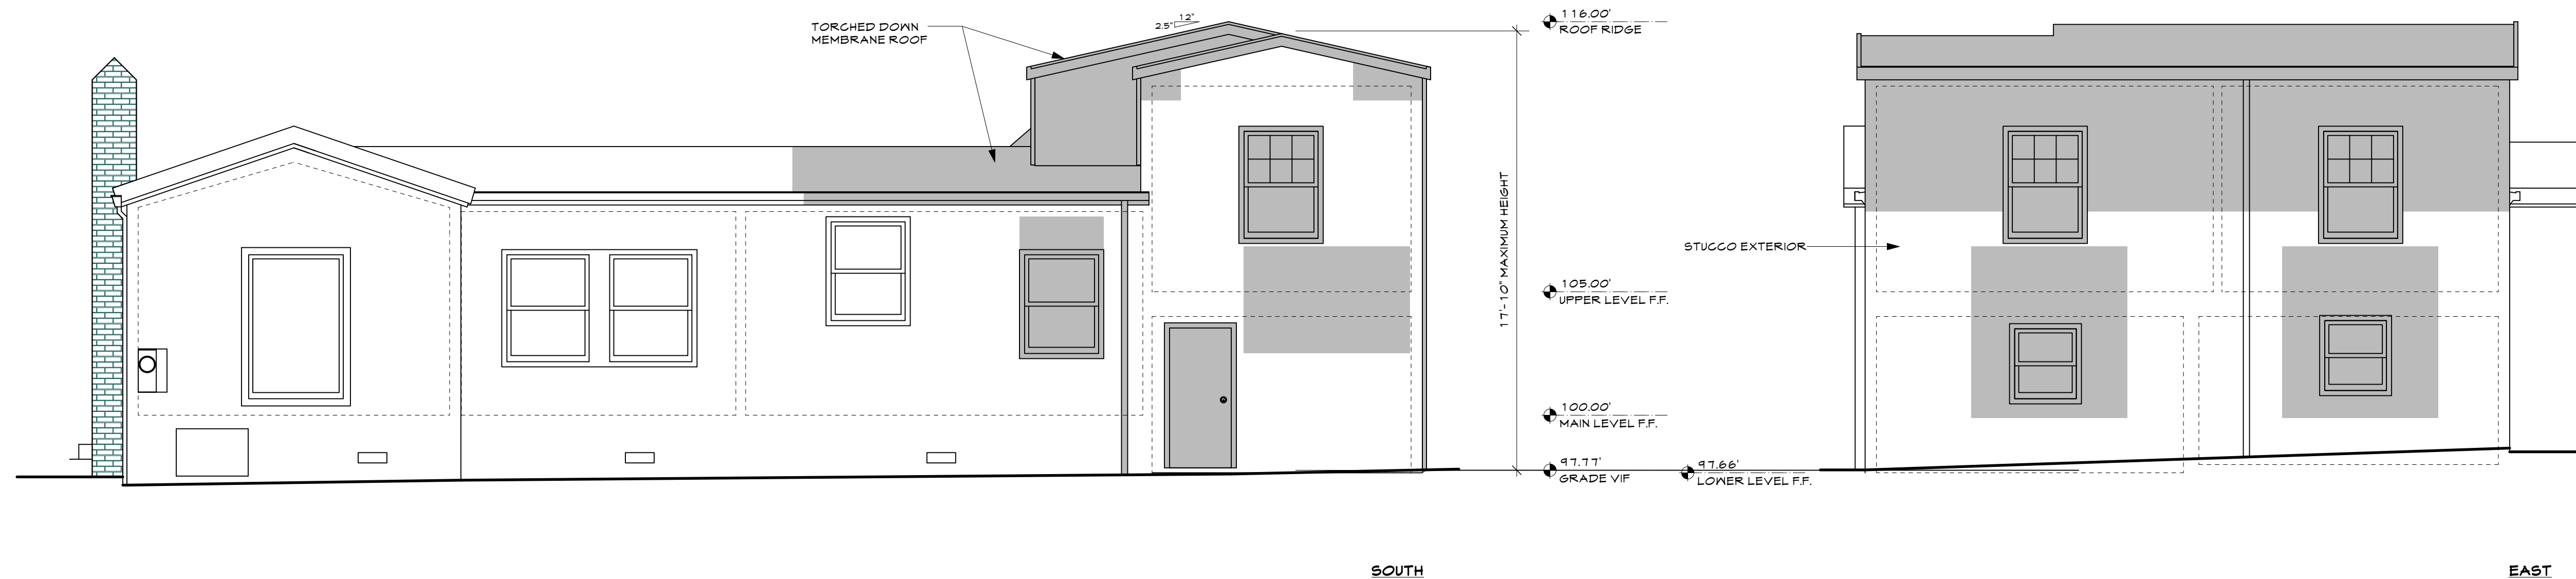 TORCHED DOWN
MEMBRANE ROOF
12"
2.5"
116.00'
ROOF RIDGE
17'-10" MAXIMUM HEIGHT
STUCCO EXTERIOR
105.00'
UPPER LEVEL F.F.
100.00'
MAIN LEVEL F.F.
97.77'
GRADE VIF
97.66'
LOWER LEVEL F.F.
SOUTH
EAST